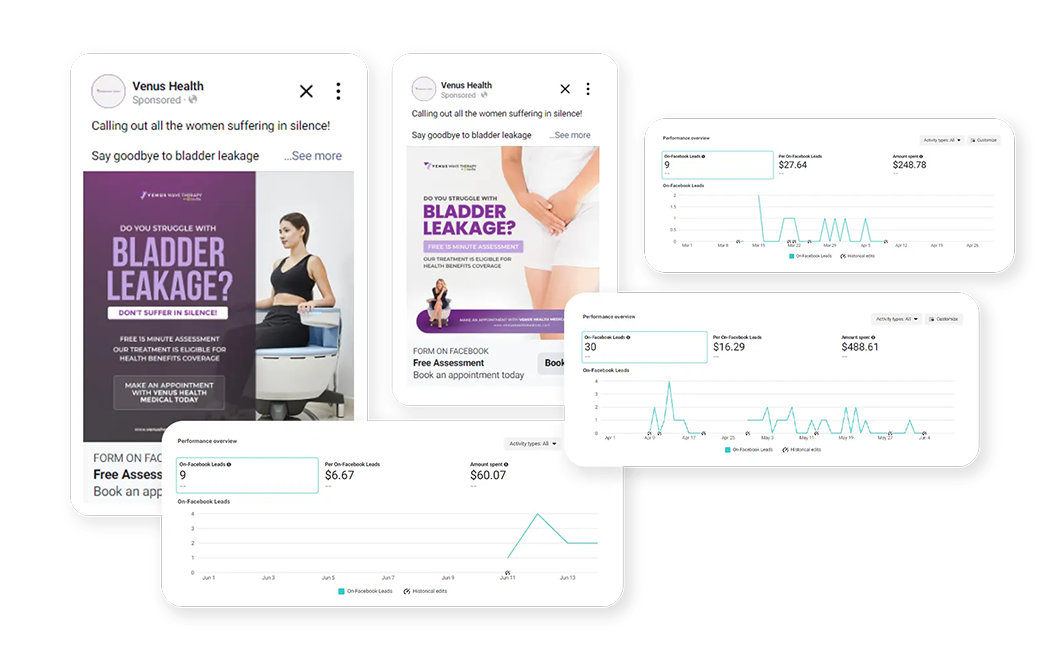 Venus Health
Sponsored ·
Calling out all the women suffering in silence!
Say goodbye to bladder leakage ...See more
VENUS WAVE THERAPY
DO YOU STRUGGLE WITH
BLADDER
LEAKAGE?
DON'T SUFFER IN SILENCE!
FREE 15 MINUTE ASSESSMENT
OUR TREATMENT IS ELIGIBLE FOR
HEALTH BENEFITS COVERAGE
MAKE AN APPOINTMENT
WITH VENUS HEALTH
MEDICAL TODAY
FORM ON FAC
Free Assess
Book an app
Venus Health
Sponsored ·
Calling out all the women suffering in silence!
Say goodbye to bladder leakage ...See more
VENUS WAVE THERAPY
DO YOU STRUGGLE WITH
BLADDER
LEAKAGE?
FREE 15 MINUTE ASSESSMENT
OUR TREATMENT IS ELIGIBLE FOR
HEALTH BENEFITS COVERAGE
MAKE AN APPOINTMENT WITH VENUS HEALTH
FORM ON FACEBOOK
Free Assessment
Book an appointment today
Book
Performance overview
Activity types: All
Customize
On-Facebook Leads Per On-Facebook Leads Amount spent
9 $27.64 $248.78
--
On-Facebook Leads
2
1.5
1
0.5
0
Mar 1 Mar 8 Mar 15 Mar 22 Mar 29 Apr 5 Apr 12 Apr 19 Apr 26
On-Facebook Leads Historical edits
Performance overview
Activity types: All
Customize
On-Facebook Leads Per On-Facebook Leads Amount spent
30 $16.29 $488.61
-- -- --
On-Facebook Leads
4
3
2
1
0
Apr 1 Apr 9 Apr 17 Apr 25 May 3 May 11 May 19 May 27 Jun 4
On-Facebook Leads Historical edits
Performance overview
Activity types: All
On-Facebook Leads Per On-Facebook Leads Amount spent
9 $6.67 $60.07
-- -- --
On-Facebook Leads
4
3
2
1
0
Jun 1 Jun 3 Jun 5 Jun 7 Jun 9 Jun 11 Jun 13
On-Facebook Leads Historical edits